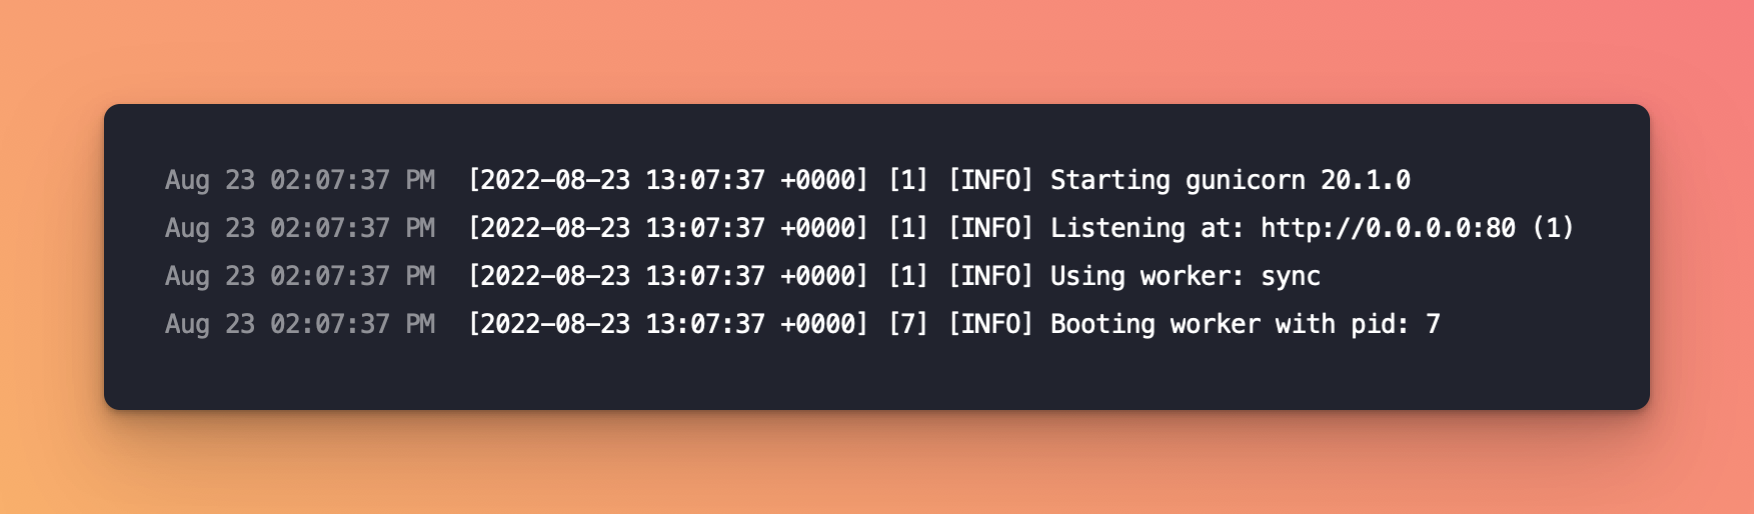 Aug 23 02:07:37 PM  [2022-08-23 13:07:37 +0000] [1] [INFO] Starting gunicorn 20.1.0
Aug 23 02:07:37 PM  [2022-08-23 13:07:37 +0000] [1] [INFO] Listening at: http://0.0.0.0:80 (1)
Aug 23 02:07:37 PM  [2022-08-23 13:07:37 +0000] [1] [INFO] Using worker: sync
Aug 23 02:07:37 PM  [2022-08-23 13:07:37 +0000] [7] [INFO] Booting worker with pid: 7